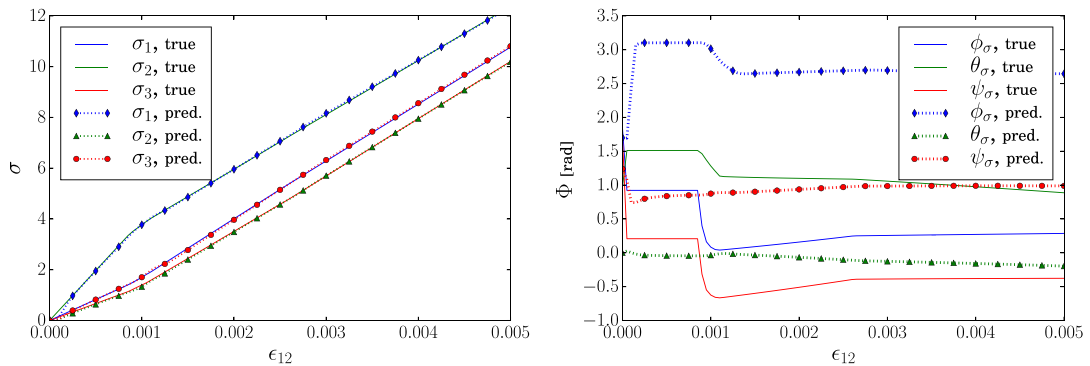 12
10
8
6
4
2
0
σ
σ₁, true
σ₂, true
σ₃, true
σ₁, pred.
σ₂, pred.
σ₃, pred.
0.000 0.001 0.002 0.003 0.004 0.005
ϵ₁₂
3.5
3.0
2.5
2.0
1.5
1.0
0.5
0.0
−0.5
−1.0
Φ [rad]
ϕσ, true
θσ, true
ψσ, true
ϕσ, pred.
θσ, pred.
ψσ, pred.
0.000 0.001 0.002 0.003 0.004 0.005
ϵ₁₂